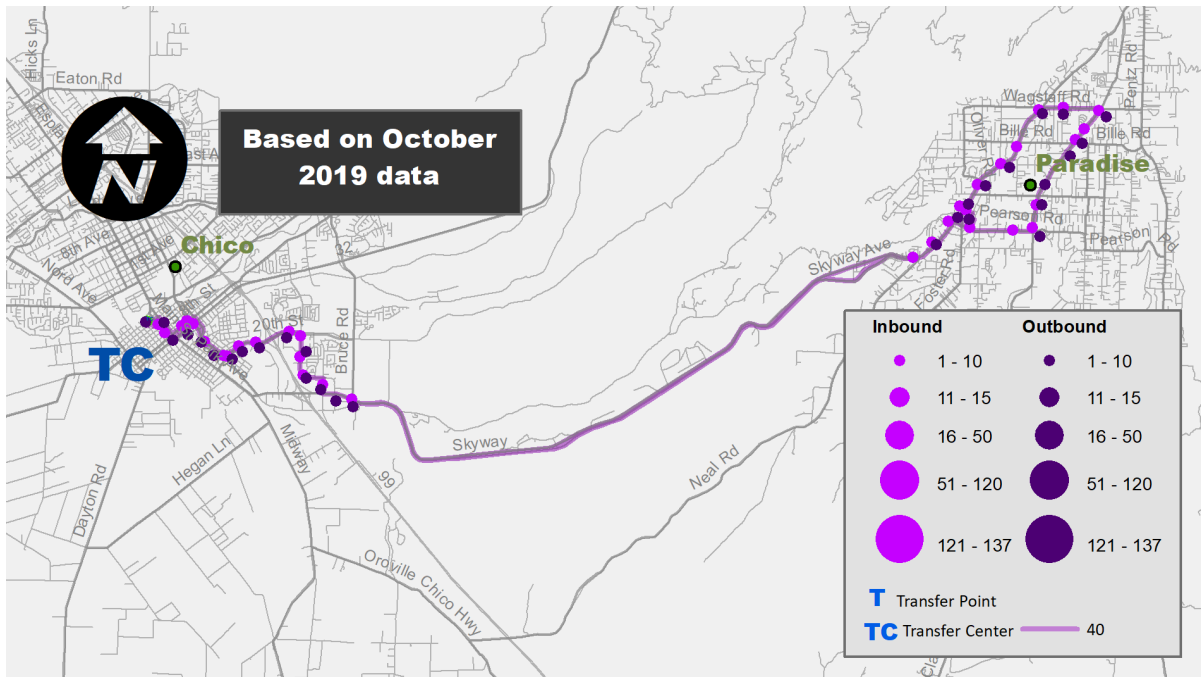 Hicks Ln
Eaton Rd
Pentz Rd
N
Based on October
2019 data
Wagstaff Rd
Bille Rd
Bille Rd
Paradise
Pearson Rd
Pearson
Rd
8th Ave
Nord Ave
Chico
32
Skyway Ave
Foster Rd
20th St
Bruce Rd
TC
Skyway
Hegan Ln
Midway
99
Dayton Rd
Neal Rd
Oroville Chico Hwy
Inbound
Outbound
1 - 10
1 - 10
11 - 15
11 - 15
16 - 50
16 - 50
51 - 120
51 - 120
121 - 137
121 - 137
T Transfer Point
TC Transfer Center
40